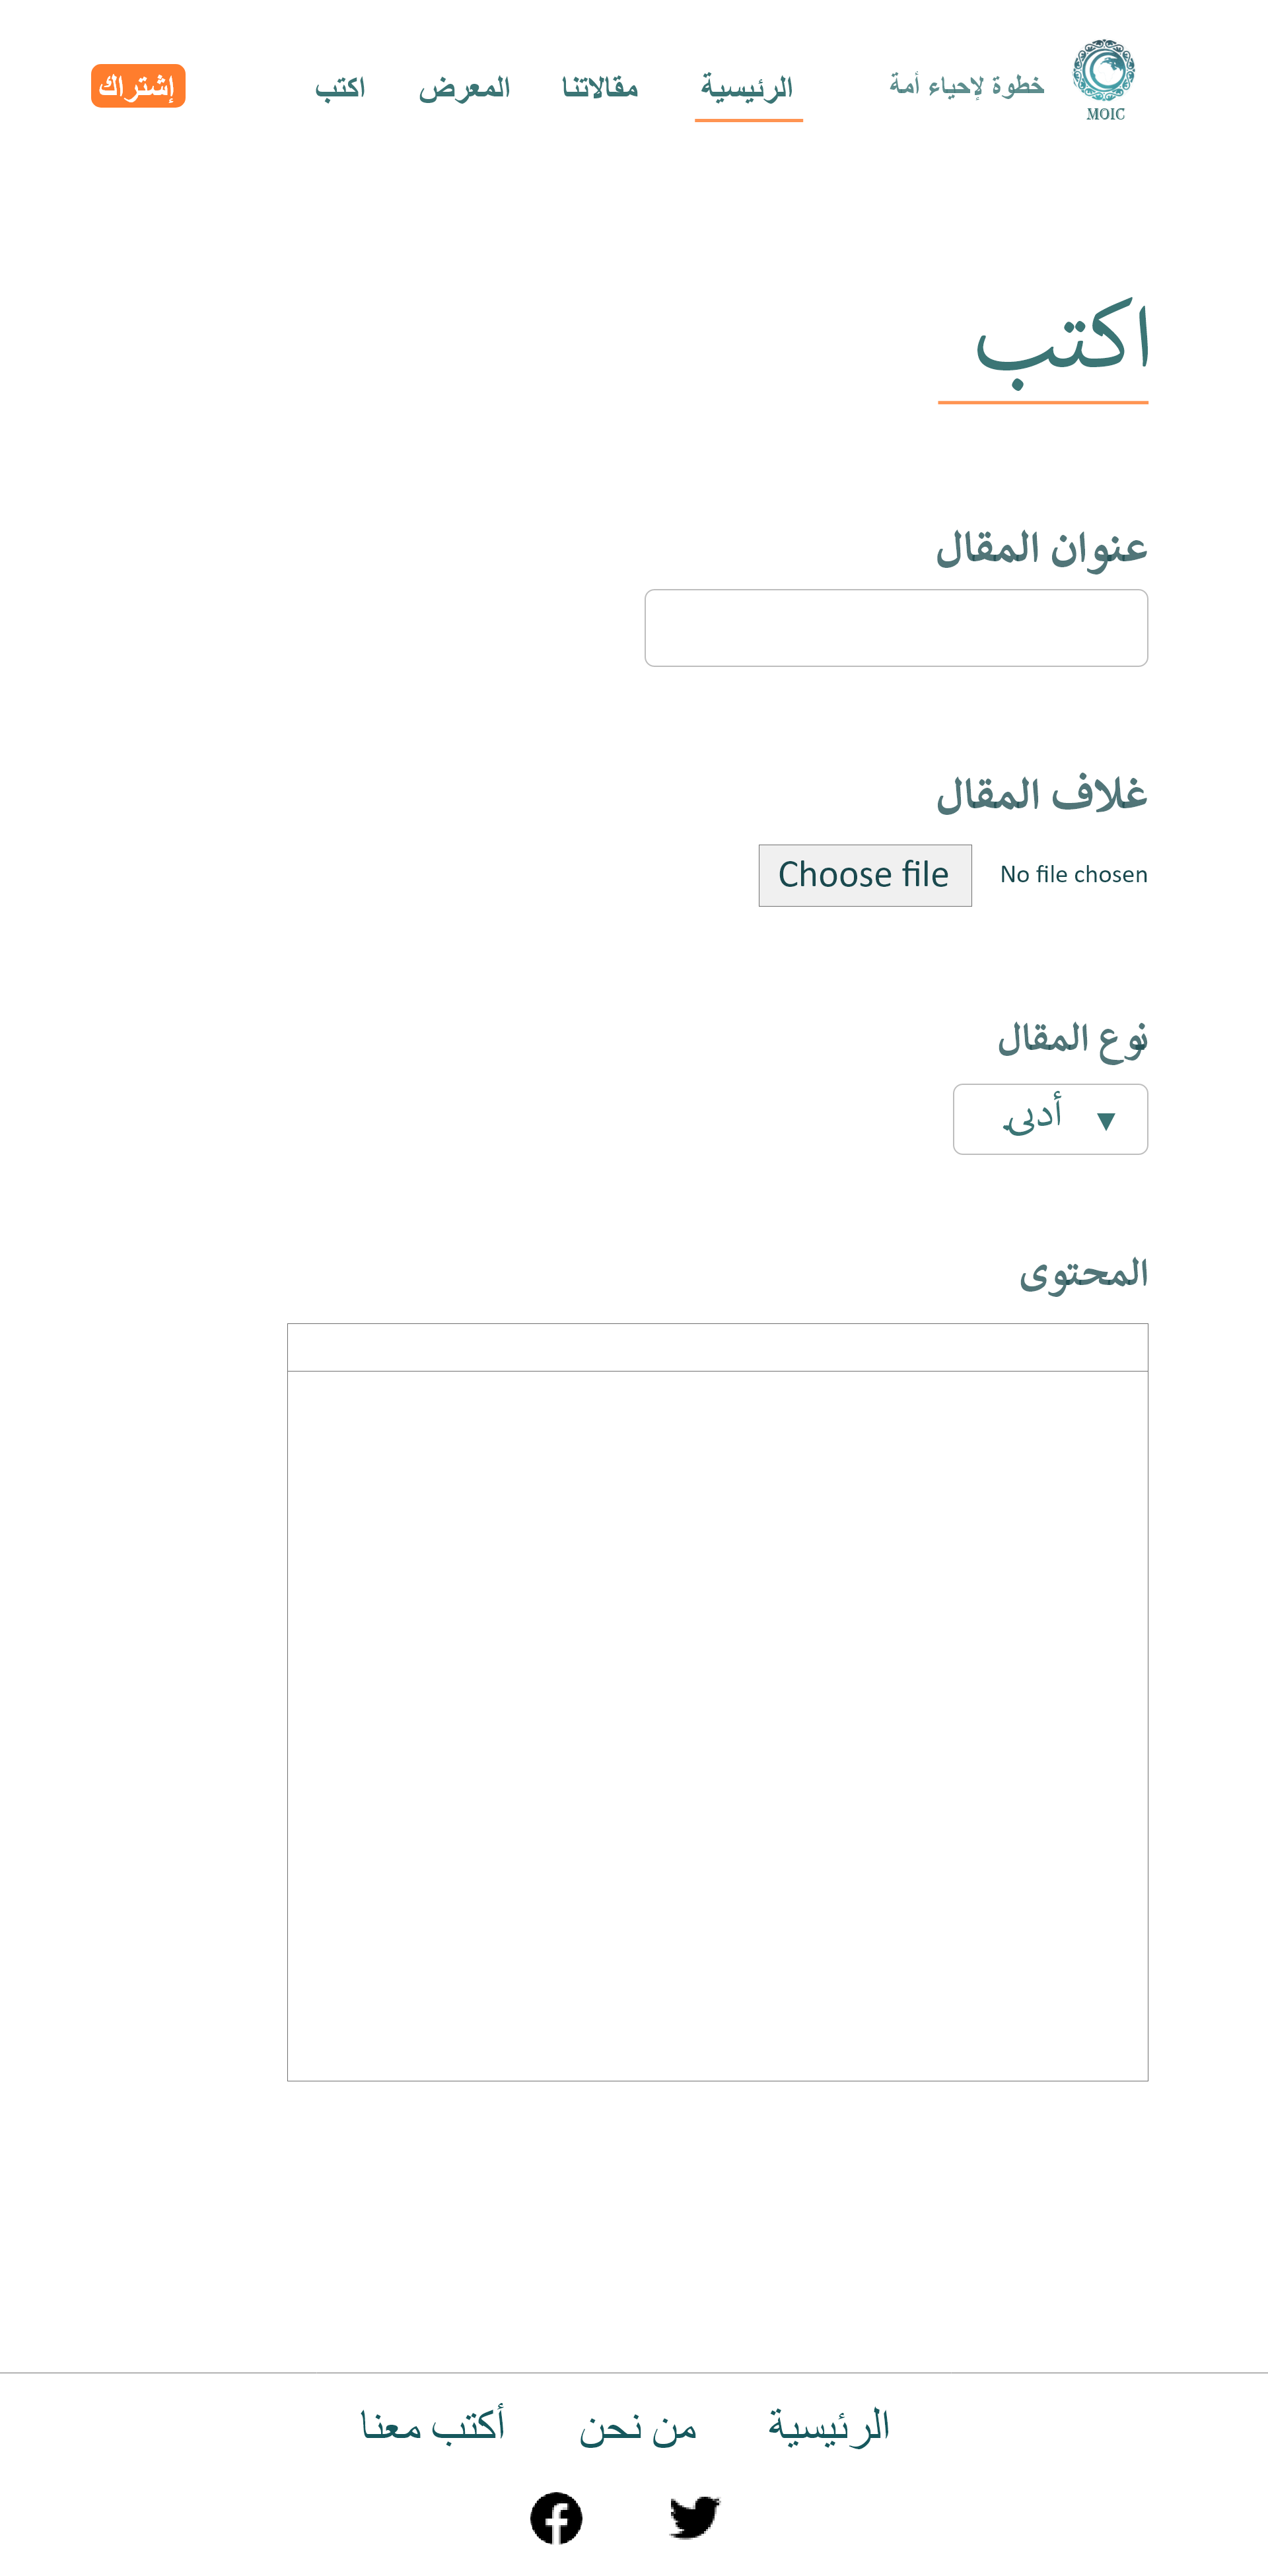 MOIC
خطوة لإحياء أمة
الرئيسية
مقالاتنا
المعرض
اكتب
إشتراك
اكتب
عنوان المقال
غلاف المقال
Choose file No file chosen
نوع المقال
▼ أدبي
المحتوى
الرئيسية
من نحن
أكتب معنا